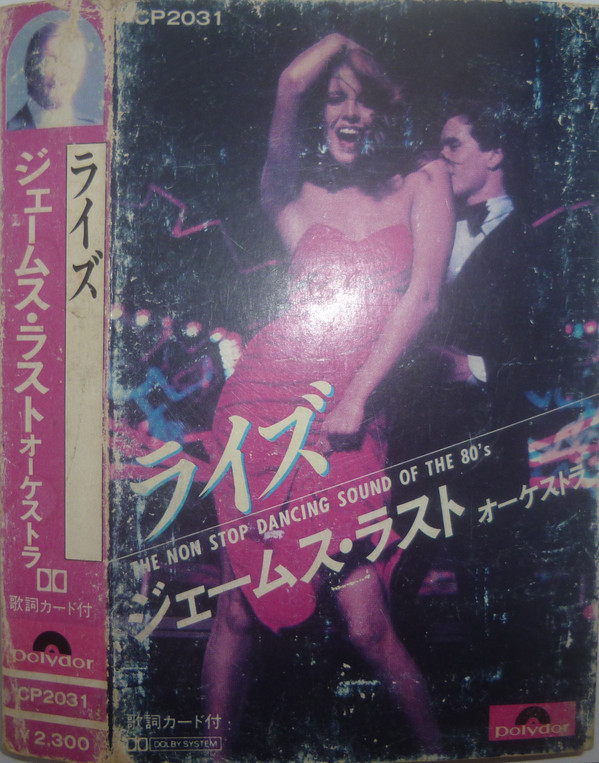 ライズ
ジェームス・ラストオーケストラ
歌詞カード付
polydor
CP2031
¥2,300
CP2031
ライズ
THE NON STOP DANCING SOUND OF THE 80's
ジェームス・ラスト オーケストラ
歌詞カード付
DOLBY SYSTEM
polydor